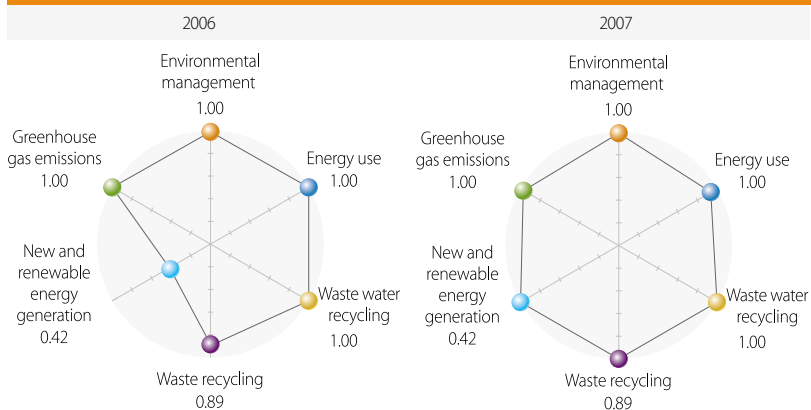 2006
Environmental
management
1.00
Greenhouse
gas emissions
1.00
Energy use
1.00
New and
renewable
energy
generation
0.42
Waste water
recycling
1.00
Waste recycling
0.89
2007
Environmental
management
1.00
Greenhouse
gas emissions
1.00
Energy use
1.00
New and
renewable
energy
generation
0.42
Waste water
recycling
1.00
Waste recycling
0.89